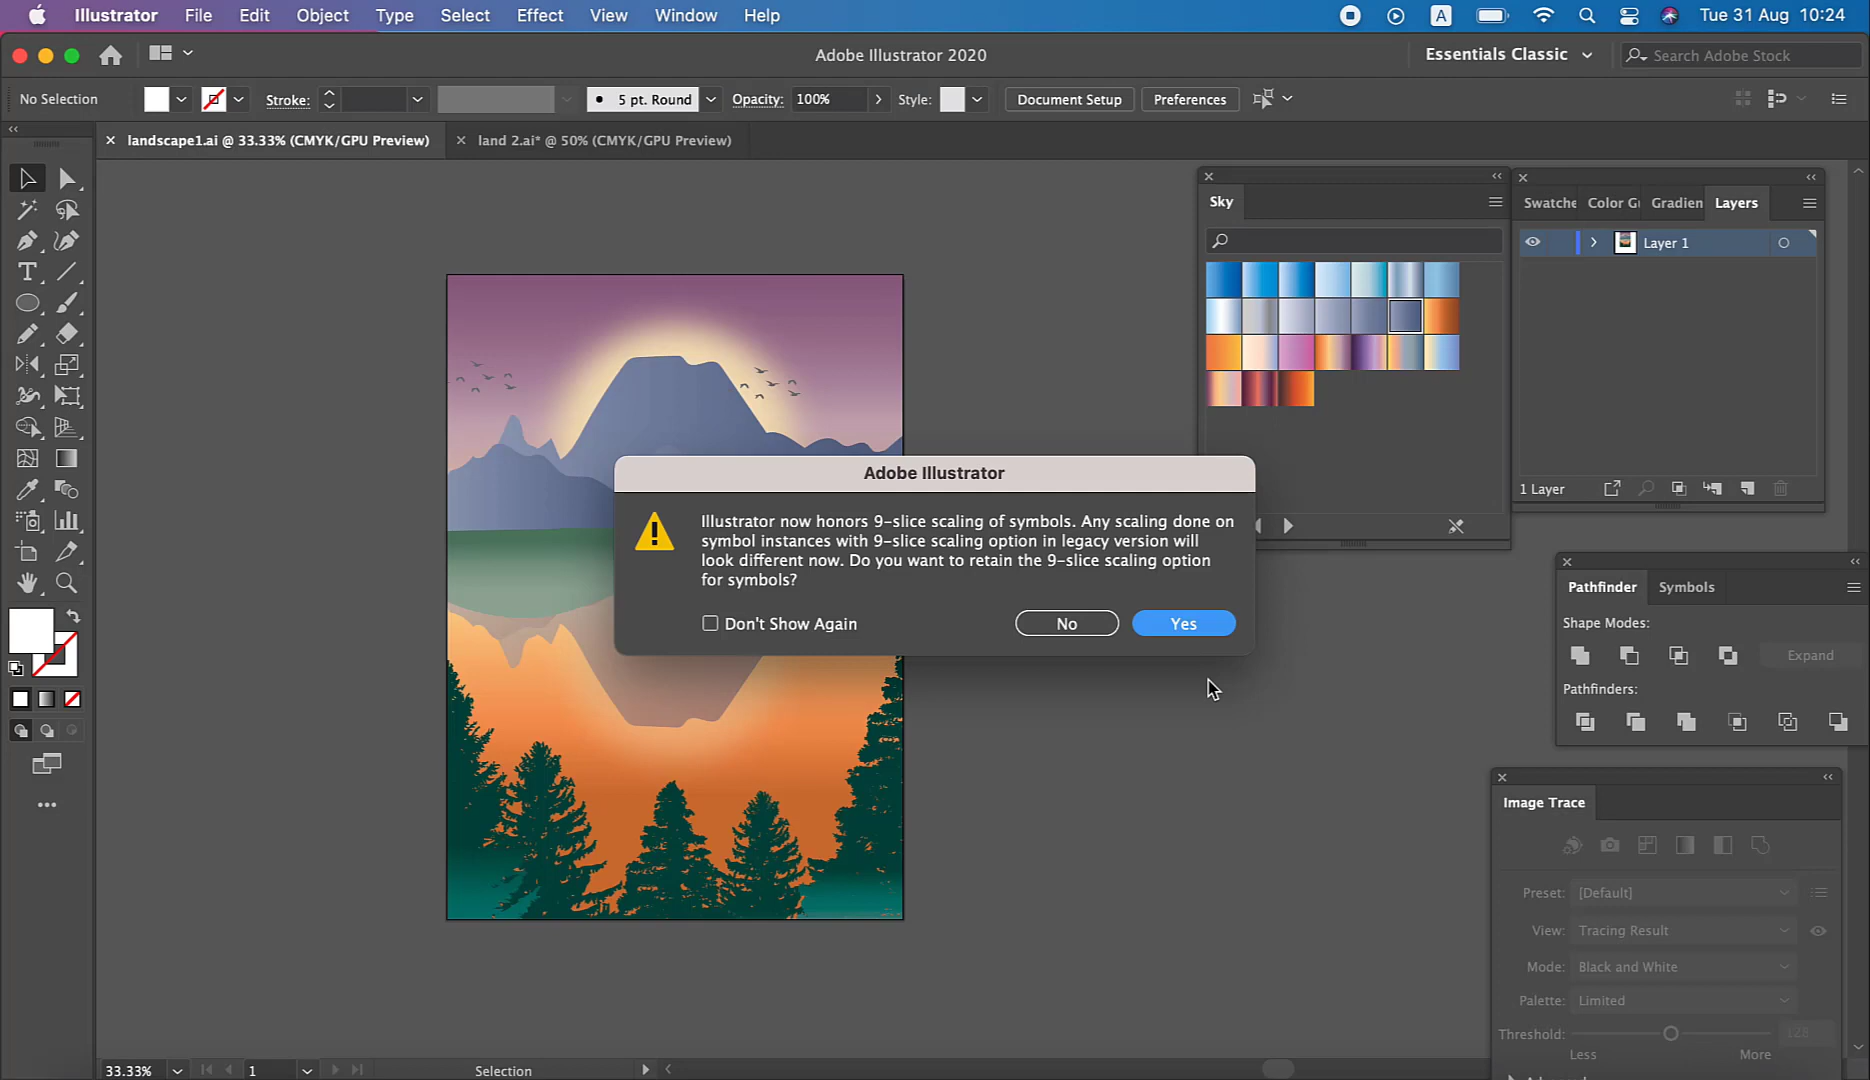 Illustrator File Edit Object Type Select Effect View Window Help A Tue 31 Aug 10:24
Adobe Illustrator 2020 Essentials Classic Search Adobe Stock
No Selection Stroke: 5 pt. Round Opacity: 100% Style: Document Setup Preferences
landscape1.ai @ 33.33% (CMYK/GPU Preview) land 2.ai* @ 50% (CMYK/GPU Preview)
Sky
Swatche Color Gu Gradien Layers
Layer 1
1 Layer
Adobe Illustrator
Illustrator now honors 9-slice scaling of symbols. Any scaling done on
symbol instances with 9-slice scaling option in legacy version will
look different now. Do you want to retain the 9-slice scaling option
for symbols?
Don't Show Again No Yes
Pathfinder Symbols
Shape Modes:
Expand
Pathfinders:
Image Trace
Preset: [Default]
View: Tracing Result
Mode: Black and White
Palette: Limited
Threshold: 128
Less More
33.33% 1 Selection